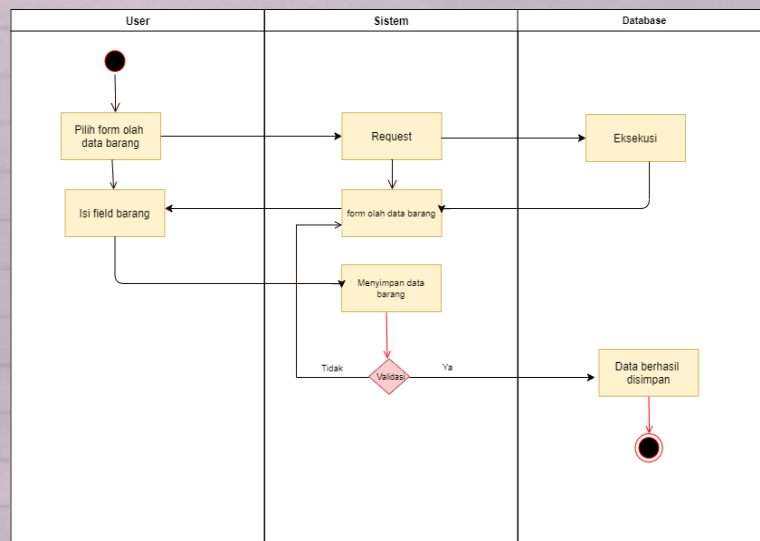 User
Sistem
Database
Pilih form olah
data barang
Request
Eksekusi
Isi field barang
form olah data barang
Menyimpan data
barang
Tidak
Validasi
Ya
Data berhasil
disimpan